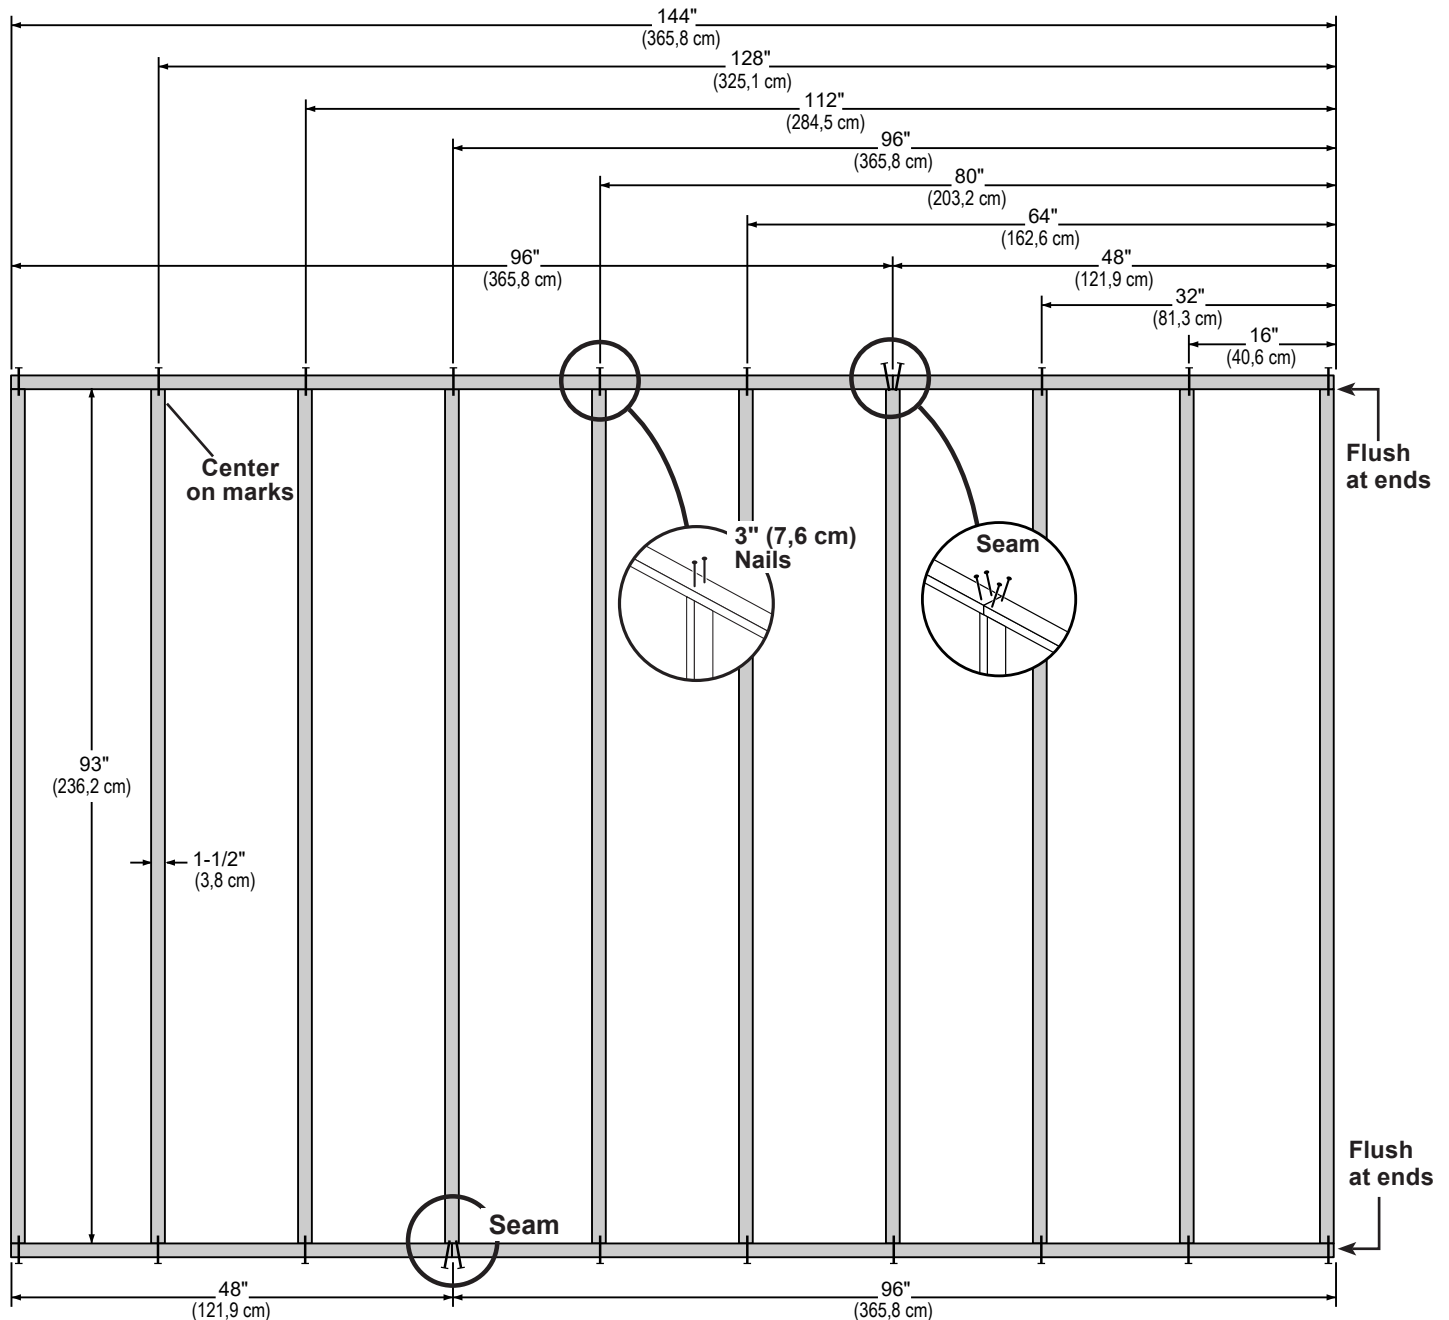 144"
(365,8 cm)
128"
(325,1 cm)
112"
(284,5 cm)
96"
(365,8 cm)
80"
(203,2 cm)
64"
(162,6 cm)
96"
(365,8 cm)
48"
(121,9 cm)
32"
(81,3 cm)
16"
(40,6 cm)
Center
on marks
Flush
at ends
3" (7,6 cm)
Nails
Seam
93"
(236,2 cm)
1-1/2"
(3,8 cm)
Flush
at ends
Seam
48"
(121,9 cm)
96"
(365,8 cm)